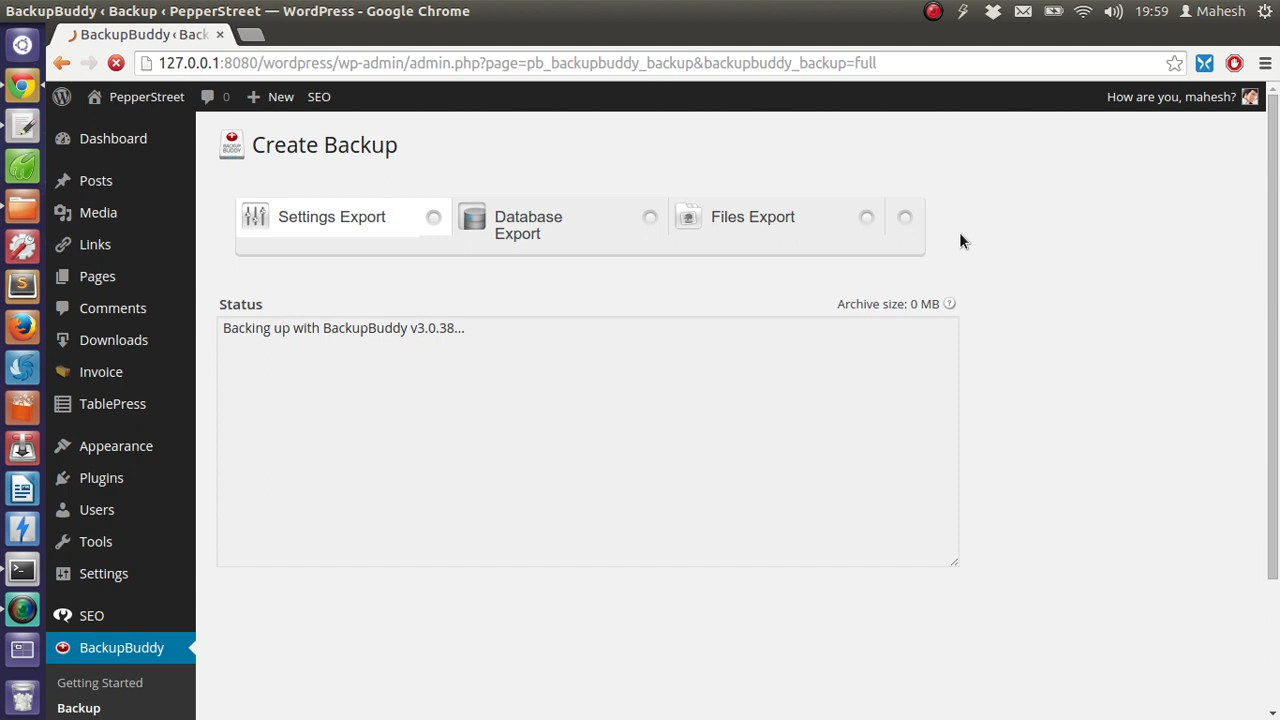 BackupBuddy ‹ Backup ‹ PepperStreet — WordPress - Google Chrome
19:59
Mahesh
BackupBuddy ‹ Back
127.0.0.1:8080/wordpress/wp-admin/admin.php?page=pb_backupbuddy_backup&backupbuddy_backup=full
PepperStreet
0
New
SEO
How are you, mahesh?
Dashboard
Posts
Media
Links
Pages
Comments
Downloads
Invoice
TablePress
Appearance
Plugins
Users
Tools
Settings
SEO
BackupBuddy
Getting Started
Backup
BACKUP
BUDDY
Create Backup
Settings Export
Database
Export
Files Export
Status
Archive size: 0 MB
?
Backing up with BackupBuddy v3.0.38...